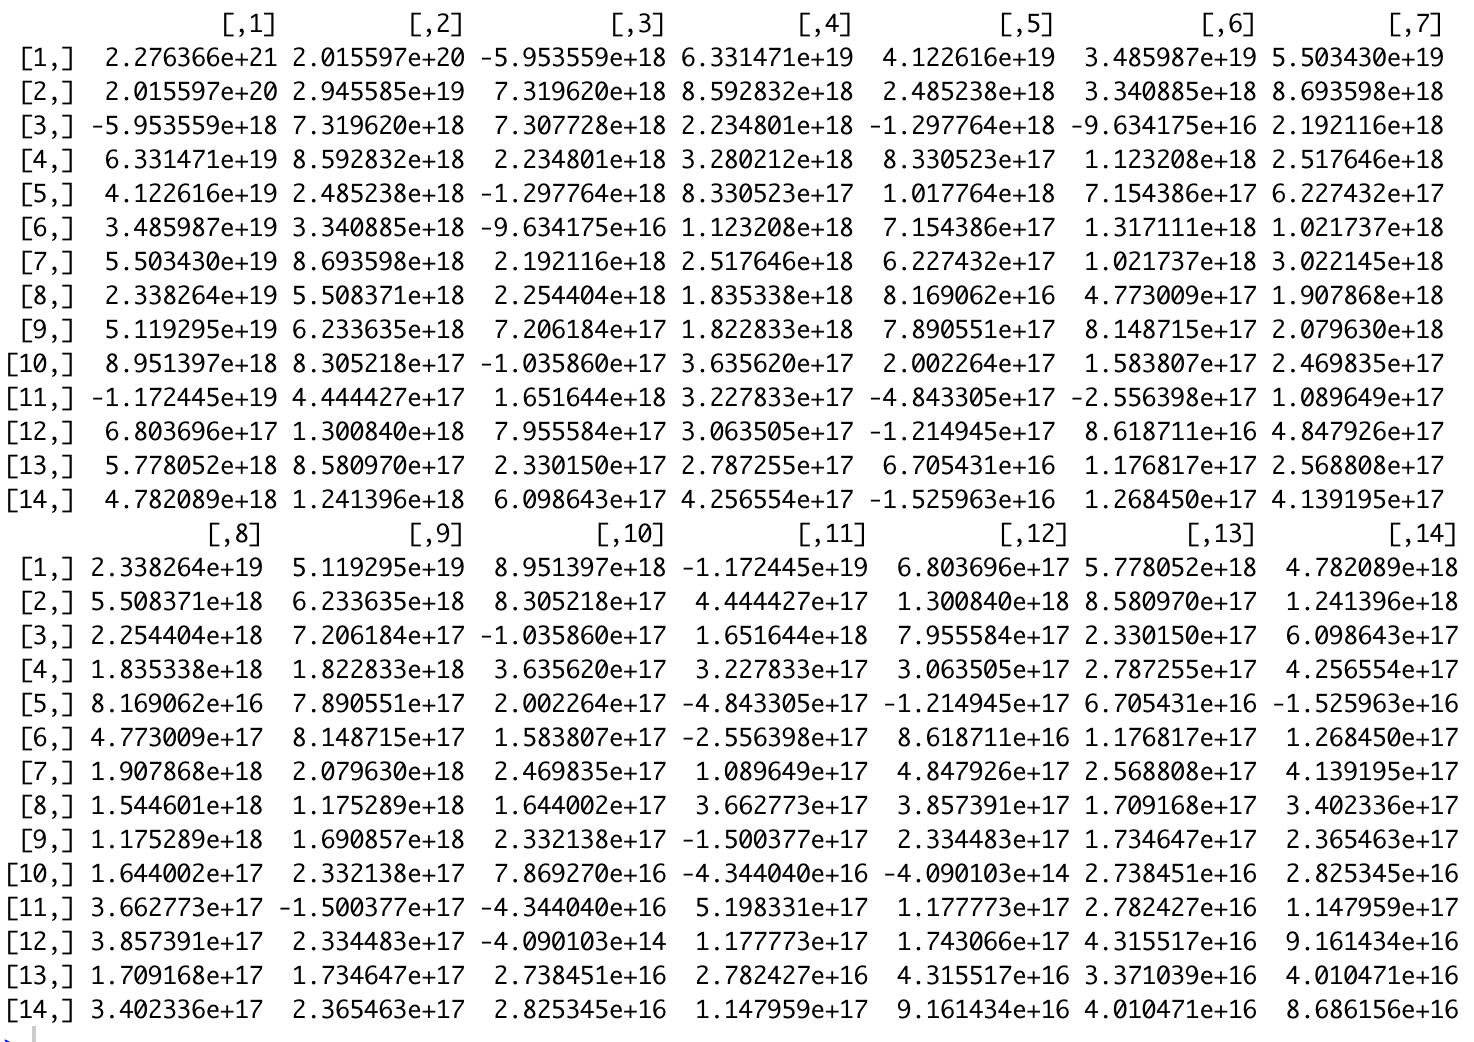 [,1] [,2] [,3] [,4] [,5] [,6] [,7]
[1,] 2.276366e+21 2.015597e+20 -5.953559e+18 6.331471e+19 4.122616e+19 3.485987e+19 5.503430e+19
[2,] 2.015597e+20 2.945585e+19 7.319620e+18 8.592832e+18 2.485238e+18 3.340885e+18 8.693598e+18
[3,] -5.953559e+18 7.319620e+18 7.307728e+18 2.234801e+18 -1.297764e+18 -9.634175e+16 2.192116e+18
[4,] 6.331471e+19 8.592832e+18 2.234801e+18 3.280212e+18 8.330523e+17 1.123208e+18 2.517646e+18
[5,] 4.122616e+19 2.485238e+18 -1.297764e+18 8.330523e+17 1.017764e+18 7.154386e+17 6.227432e+17
[6,] 3.485987e+19 3.340885e+18 -9.634175e+16 1.123208e+18 7.154386e+17 1.317111e+18 1.021737e+18
[7,] 5.503430e+19 8.693598e+18 2.192116e+18 2.517646e+18 6.227432e+17 1.021737e+18 3.022145e+18
[8,] 2.338264e+19 5.508371e+18 2.254404e+18 1.835338e+18 8.169062e+16 4.773009e+17 1.907868e+18
[9,] 5.119295e+19 6.233635e+18 7.206184e+17 1.822833e+18 7.890551e+17 8.148715e+17 2.079630e+18
[10,] 8.951397e+18 8.305218e+17 -1.035860e+17 3.635620e+17 2.002264e+17 1.583807e+17 2.469835e+17
[11,] -1.172445e+19 4.444427e+17 1.651644e+18 3.227833e+17 -4.843305e+17 -2.556398e+17 1.089649e+17
[12,] 6.803696e+17 1.300840e+18 7.955584e+17 3.063505e+17 -1.214945e+17 8.618711e+16 4.847926e+17
[13,] 5.778052e+18 8.580970e+17 2.330150e+17 2.787255e+17 6.705431e+16 1.176817e+17 2.568808e+17
[14,] 4.782089e+18 1.241396e+18 6.098643e+17 4.256554e+17 -1.525963e+16 1.268450e+17 4.139195e+17
[,8] [,9] [,10] [,11] [,12] [,13] [,14]
[1,] 2.338264e+19 5.119295e+19 8.951397e+18 -1.172445e+19 6.803696e+17 5.778052e+18 4.782089e+18
[2,] 5.508371e+18 6.233635e+18 8.305218e+17 4.444427e+17 1.300840e+18 8.580970e+17 1.241396e+18
[3,] 2.254404e+18 7.206184e+17 -1.035860e+17 1.651644e+18 7.955584e+17 2.330150e+17 6.098643e+17
[4,] 1.835338e+18 1.822833e+18 3.635620e+17 3.227833e+17 3.063505e+17 2.787255e+17 4.256554e+17
[5,] 8.169062e+16 7.890551e+17 2.002264e+17 -4.843305e+17 -1.214945e+17 6.705431e+16 -1.525963e+16
[6,] 4.773009e+17 8.148715e+17 1.583807e+17 -2.556398e+17 8.618711e+16 1.176817e+17 1.268450e+17
[7,] 1.907868e+18 2.079630e+18 2.469835e+17 1.089649e+17 4.847926e+17 2.568808e+17 4.139195e+17
[8,] 1.544601e+18 1.175289e+18 1.644002e+17 3.662773e+17 3.857391e+17 1.709168e+17 3.402336e+17
[9,] 1.175289e+18 1.690857e+18 2.332138e+17 -1.500377e+17 2.334483e+17 1.734647e+17 2.365463e+17
[10,] 1.644002e+17 2.332138e+17 7.869270e+16 -4.344040e+16 -4.090103e+14 2.738451e+16 2.825345e+16
[11,] 3.662773e+17 -1.500377e+17 -4.344040e+16 5.198331e+17 1.177773e+17 2.782427e+16 1.147959e+17
[12,] 3.857391e+17 2.334483e+17 -4.090103e+14 1.177773e+17 1.743066e+17 4.315517e+16 9.161434e+16
[13,] 1.709168e+17 1.734647e+17 2.738451e+16 2.782427e+16 4.315517e+16 3.371039e+16 4.010471e+16
[14,] 3.402336e+17 2.365463e+17 2.825345e+16 1.147959e+17 9.161434e+16 4.010471e+16 8.686156e+16